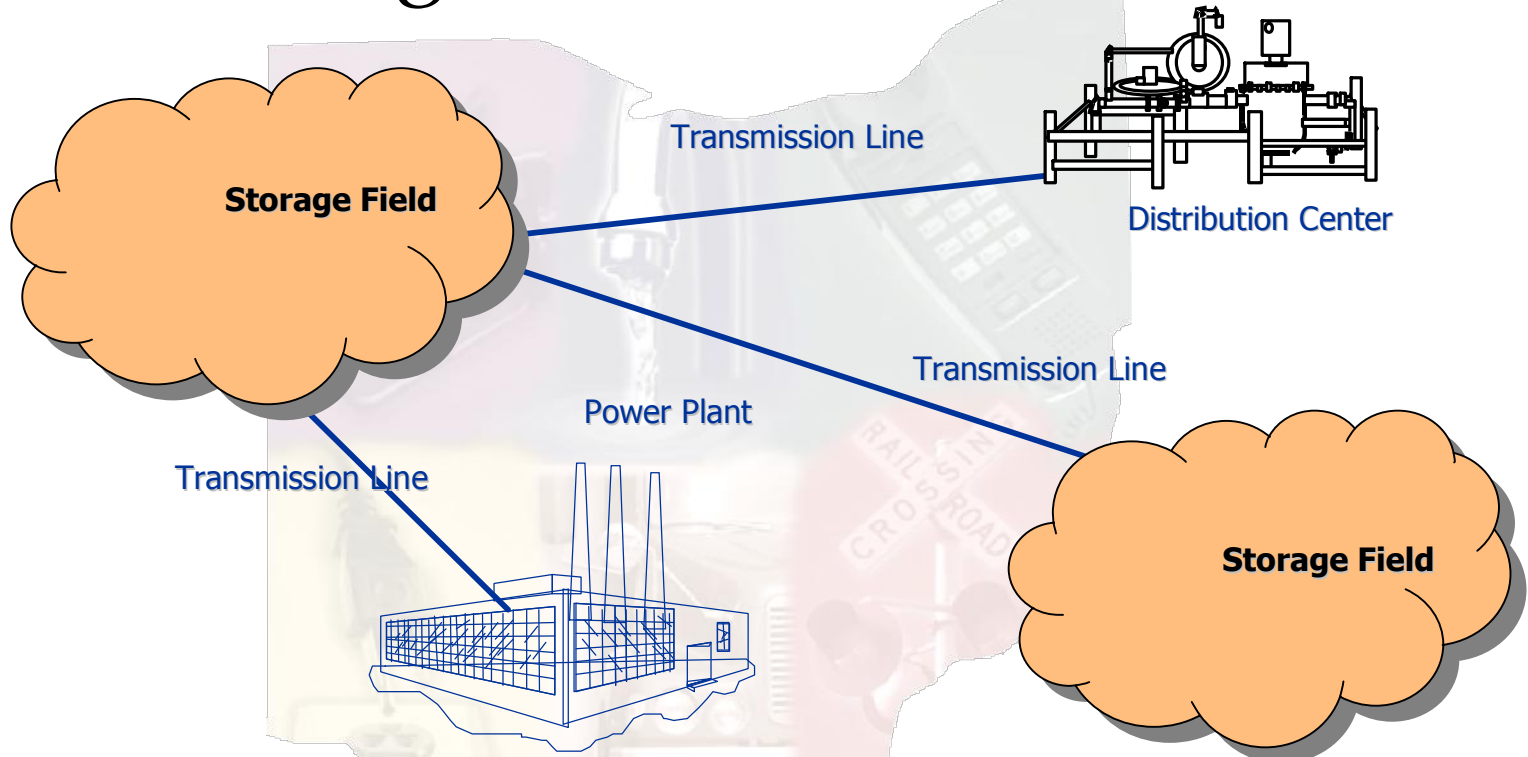 Transmission Line
Storage Field
Distribution Center
Transmission Line
Power Plant
Transmission Line
RAILROAD
CROSSING
Storage Field